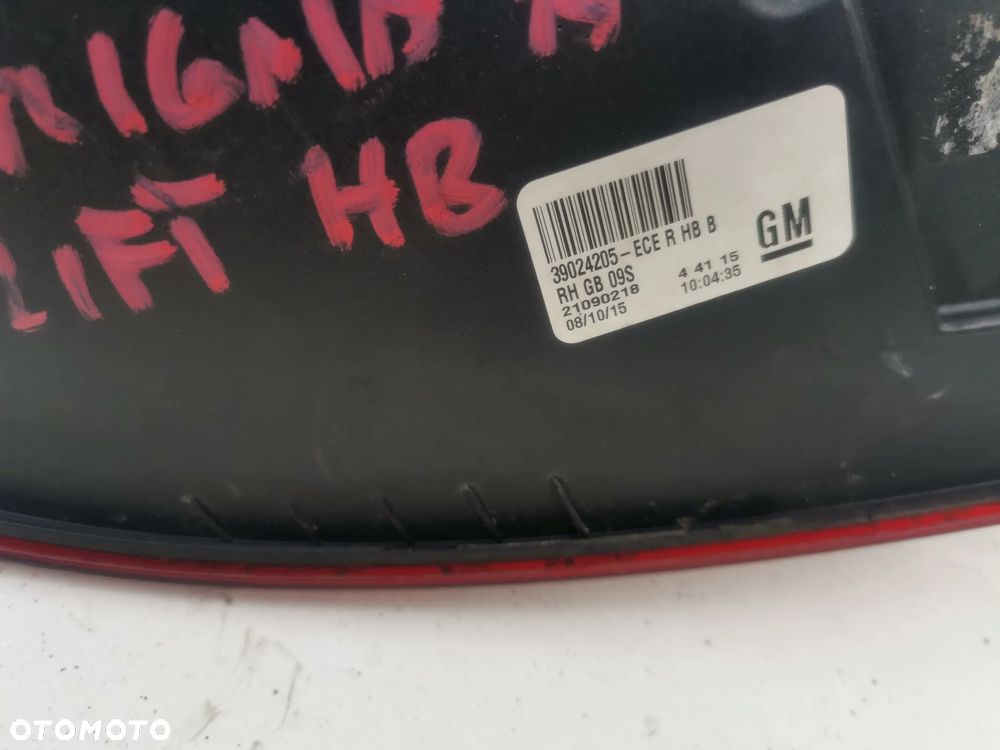 LIFT HB
39024205-ECE R HB B
RH GB 09S
21090218 4 41 15
08/10/15 10:04:35
GM
OTOMOTO